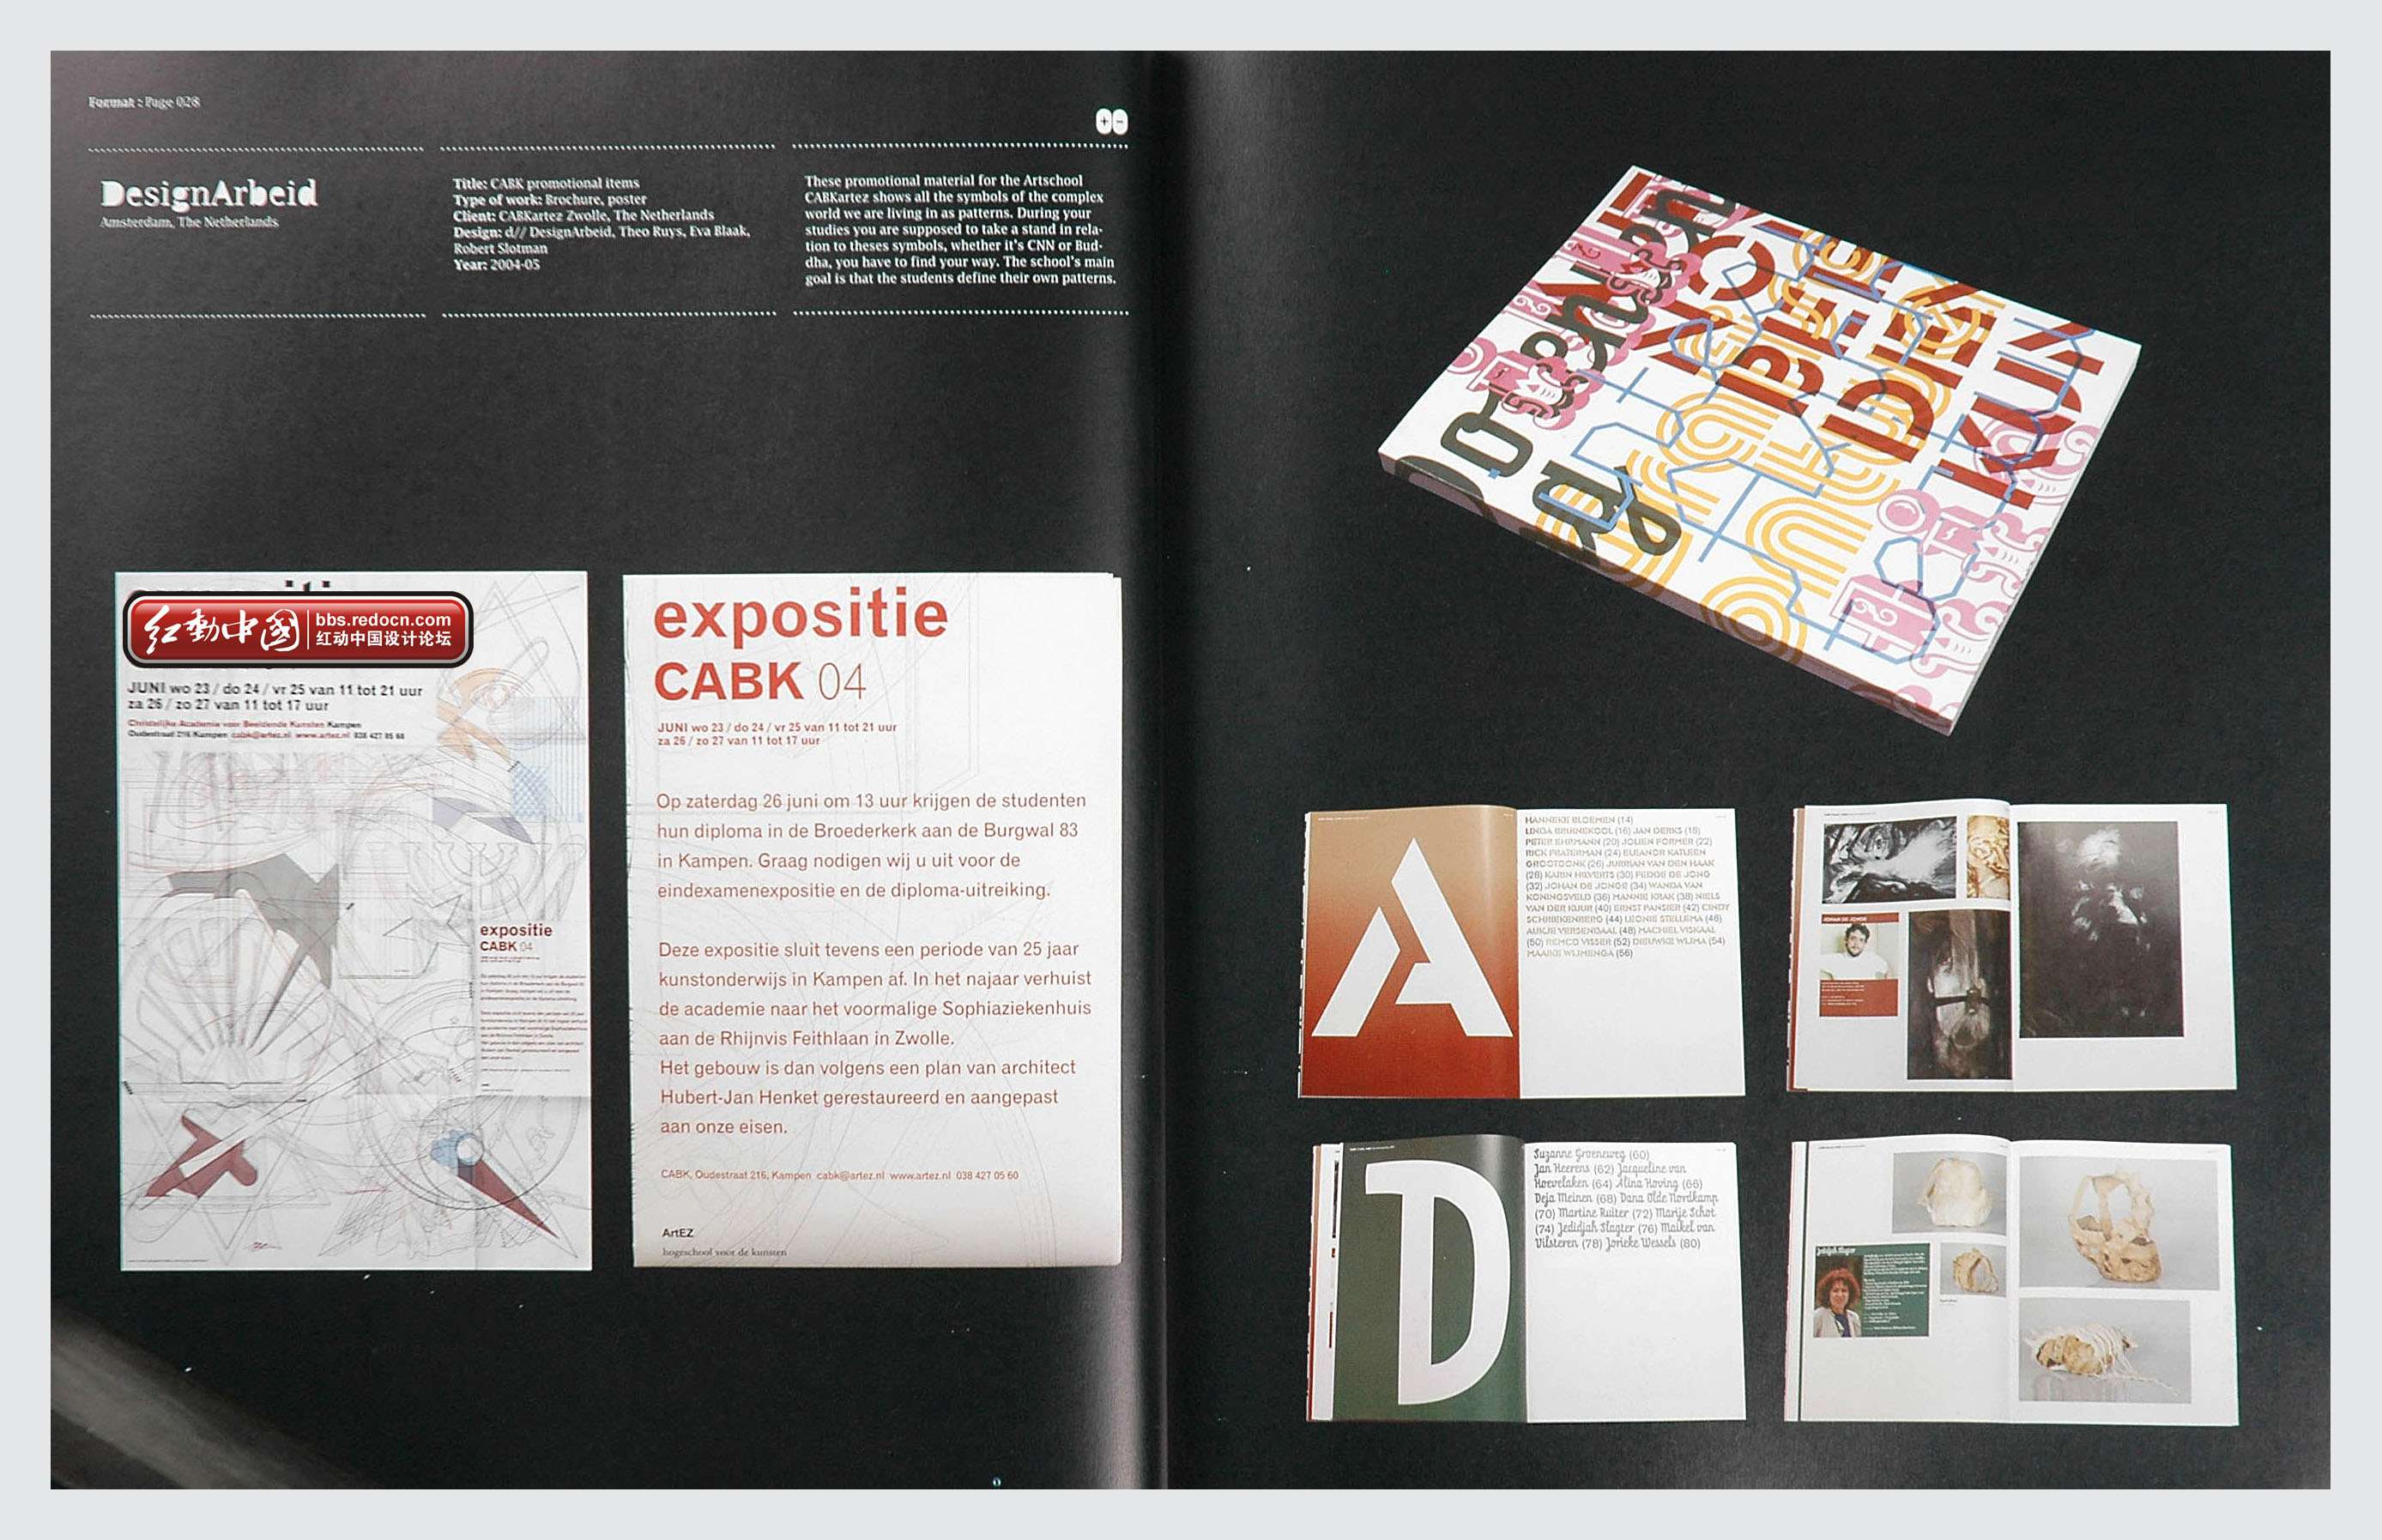 Format : Page 028
DesignArbeid
Amsterdam, The Netherlands
Title: CABK promotional items
Type of work: Brochure, poster
Client: CABKartez Zwolle, The Netherlands
Design: d// DesignArbeid, Theo Ruys, Eva Blaak,
Robert Slotman
Year: 2004-05
These promotional material for the Artschool
CABKartez shows all the symbols of the complex
world we are living in as patterns. During your
studies you are supposed to take a stand in rela-
tion to theses symbols, whether it's CNN or Bud-
dha, you have to find your way. The school's main
goal is that the students define their own patterns.
红动中国
bbs.redocn.com
红动中国设计论坛
JUNI wo 23 / do 24 / vr 25 van 11 tot 21 uur
za 26 / zo 27 van 11 tot 17 uur
Christelijke Academie voor Beeldende Kunsten Kampen
Oudestraat 216 Kampen cabk@artez.nl www.artez.nl 038 427 05 60
expositie
CABK 04
expositie
CABK 04
JUNI wo 23 / do 24 / vr 25 van 11 tot 21 uur
za 26 / zo 27 van 11 tot 17 uur
Op zaterdag 26 juni om 13 uur krijgen de studenten
hun diploma in de Broederkerk aan de Burgwal 83
in Kampen. Graag nodigen wij u uit voor de
eindexamenexpositie en de diploma-uitreiking.
Deze expositie sluit tevens een periode van 25 jaar
kunstonderwijs in Kampen af. In het najaar verhuist
de academie naar het voormalige Sophiaziekenhuis
aan de Rhijnvis Feithlaan in Zwolle.
Het gebouw is dan volgens een plan van architect
Hubert-Jan Henket gerestaureerd en aangepast
aan onze eisen.
CABK, Oudestraat 216, Kampen cabk@artez.nl www.artez.nl 038 427 05 60
ArtEZ
hogeschool voor de kunsten
A
HANNEKE BLOEMEN (14)
LINDA BRUINEKOOL (16) JAN DERKS (18)
PETER EHRMANN (20) JOLIEN FORMER (22)
RICK FRATERMAN (24) ELEANOR KATLEEN
GROOTOONK (26) JURRIAN VAN DEN HAAK
(28) KARIN HILVERTS (30) FEDDE DE JONG
(32) JOHAN DE JONGE (34) WANDA VAN
KONINGSVELD (36) MANNIE KRAK (38) NIELS
VAN DER KUUR (40) ERNST PANSIER (42) CINDY
SCHREKENBERG (44) LEONIE STELLEMA (46)
AUKJE VERSENDAAL (48) MACHIEL VISKAAL
(50) REMCO VISSER (52) DIEUWKE WIJMA (54)
MAAIKE WIJMENGA (56)
JOHAN DE JONGE
D
Suzanne Groeneweg (60)
Jan Heerens (62) Jacqueline van
Hoevelaken (64) Alina Hoving (66)
Deja Meinen (68) Dana Olde Nordkamp
(70) Martine Ruiter (72) Marije Schot
(74) Jedidjah Slagter (76) Maikel van
Vilsteren (78) Jorieke Wessels (80)
Jedidjah Slagter